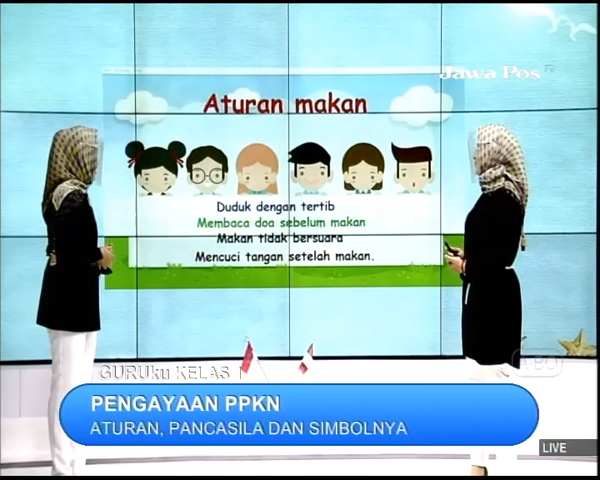 Jawa Pos TV
Aturan makan
Duduk dengan tertib
Membaca doa sebelum makan
Makan tidak bersuara
Mencuci tangan setelah makan.
GURUku KELAS 1
PENGAYAAN PPKN
ATURAN, PANCASILA DAN SIMBOLNYA
LIVE